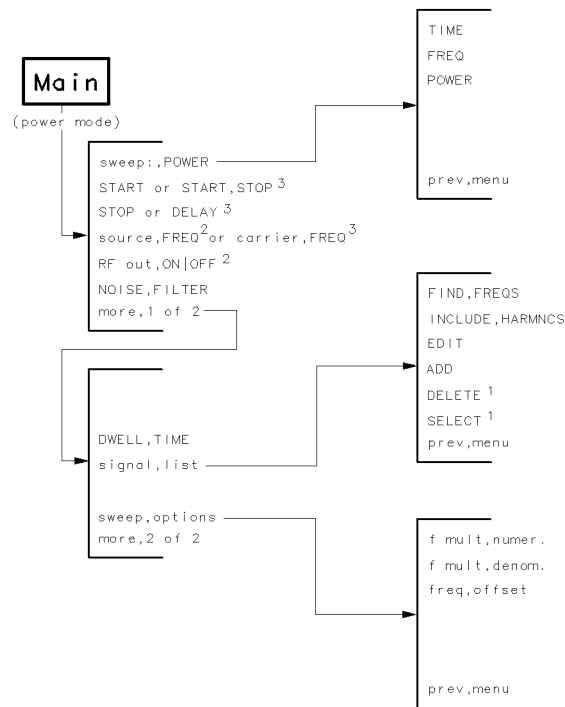 Main
(power mode)
sweep:,POWER
START or START,STOP 3
STOP or DELAY 3
source,FREQ 2 or carrier,FREQ 3
RF out,ON|OFF 2
NOISE,FILTER
more,1 of 2
DWELL,TIME
signal,list
sweep,options
more,2 of 2
TIME
FREQ
POWER
prev,menu
FIND,FREQS
INCLUDE,HARMNCS
EDIT
ADD
DELETE 1
SELECT 1
prev,menu
f mult,numer.
f mult,denom.
freq,offset
prev,menu